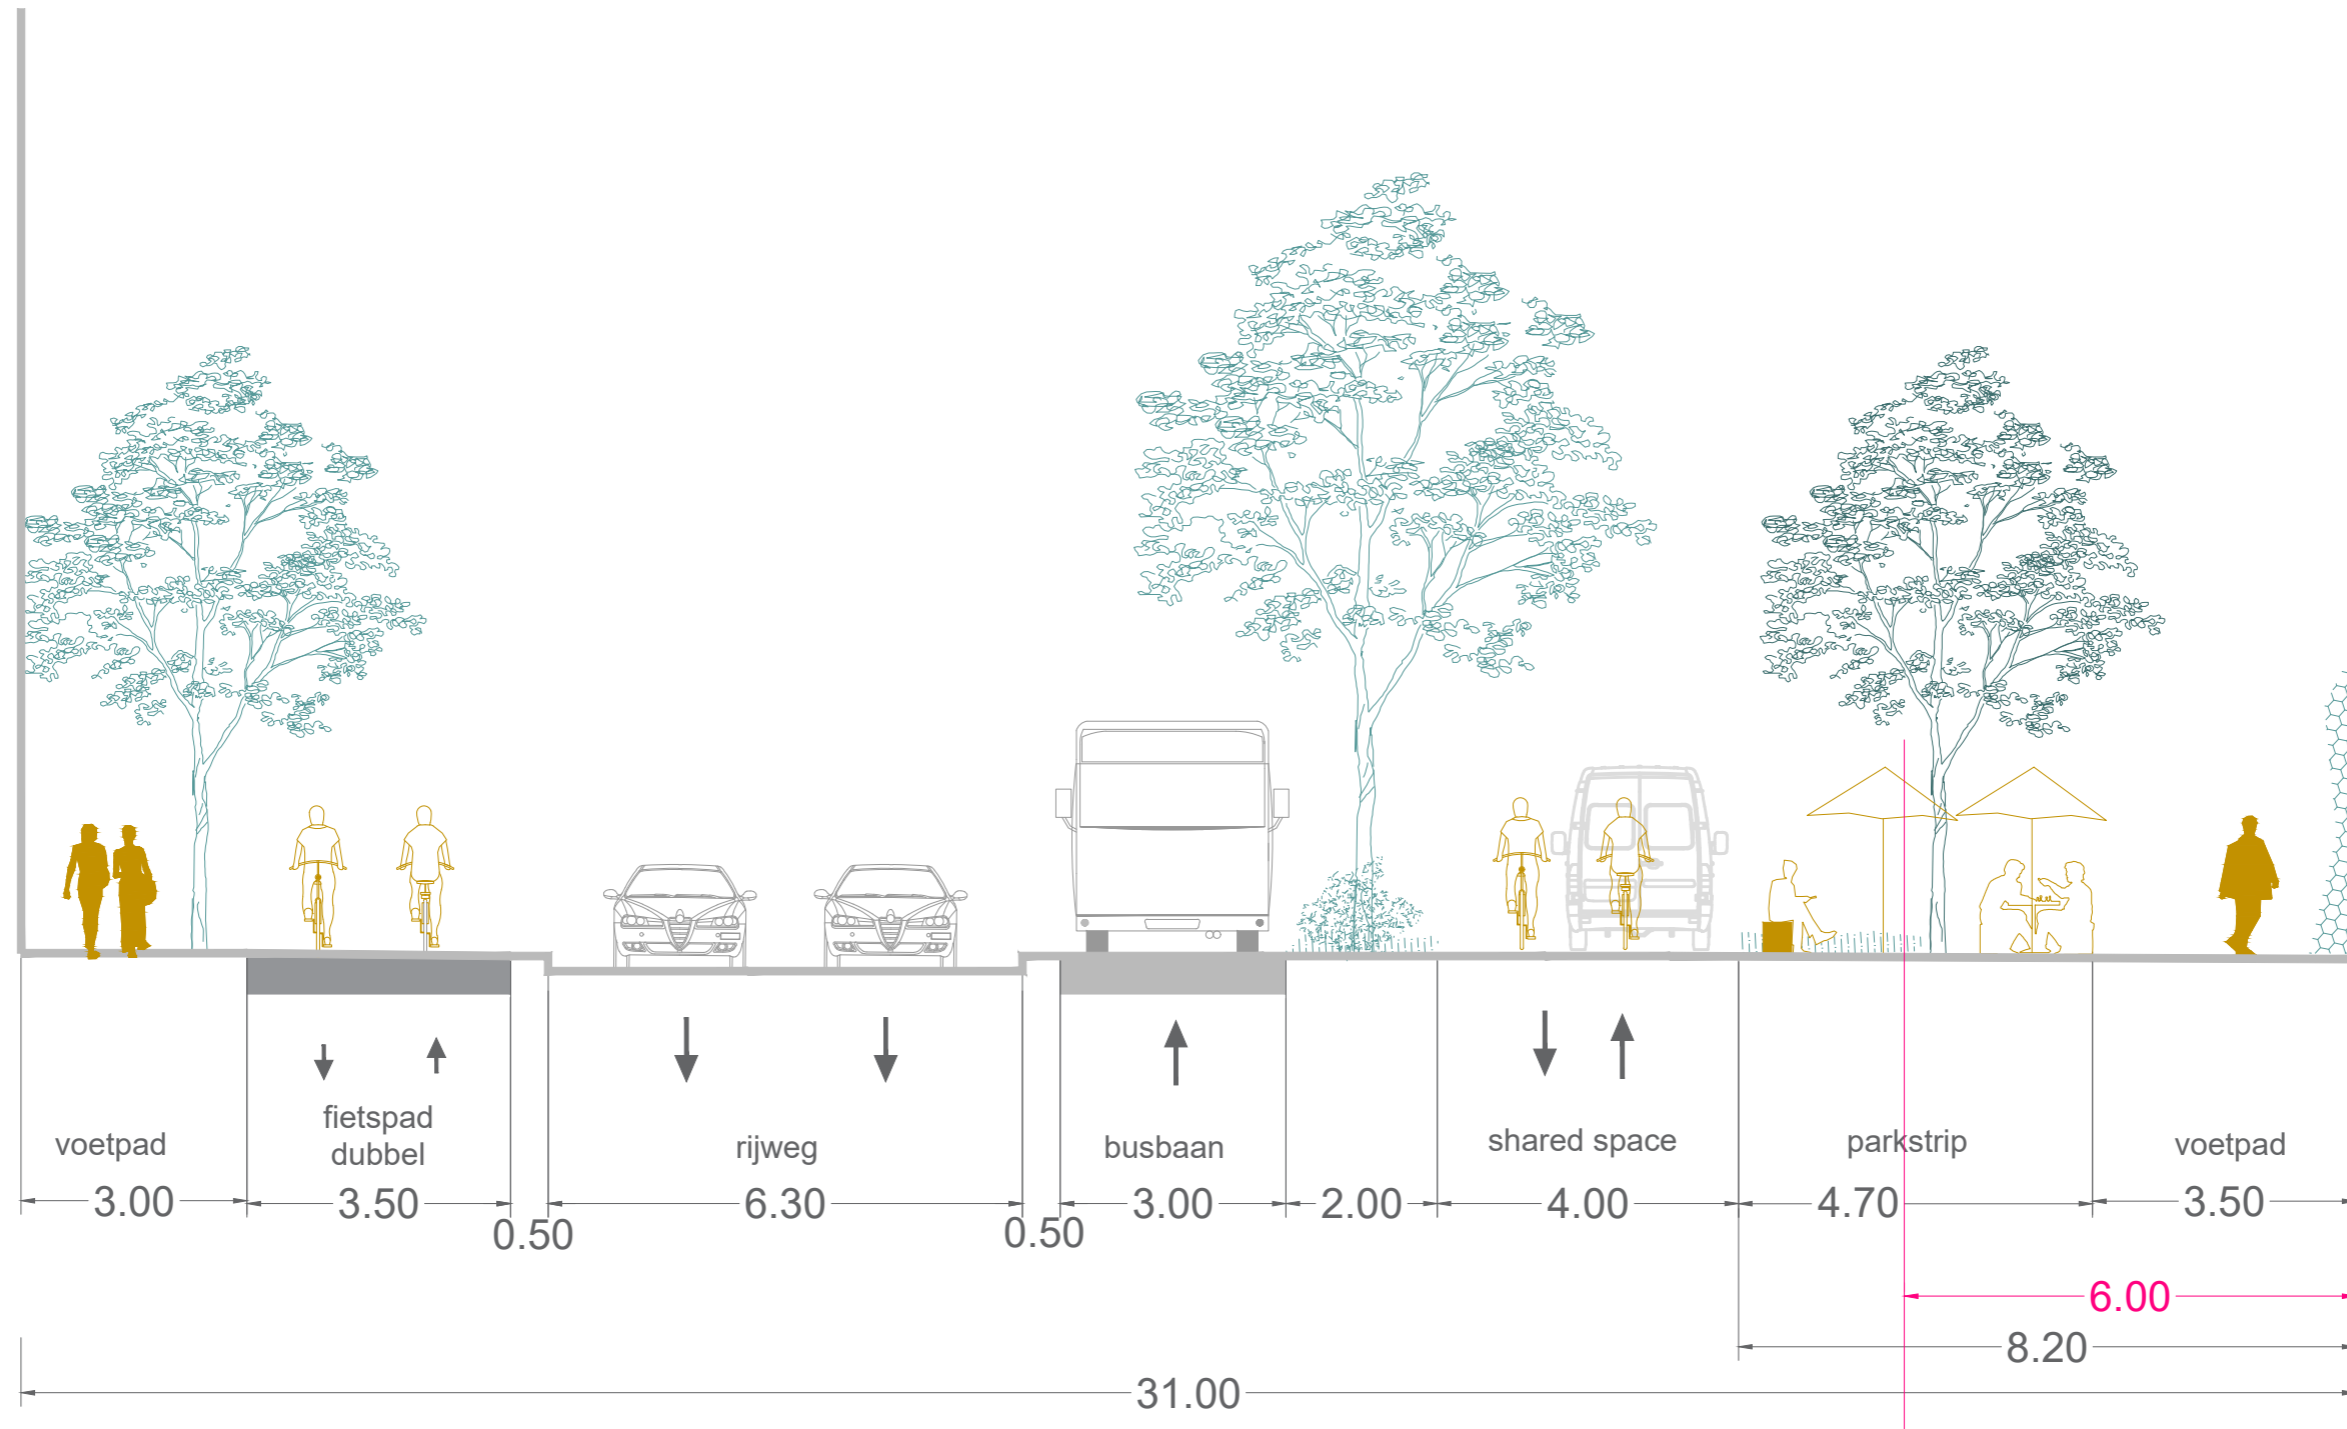 fietspad
dubbel
voetpad
rijweg
busbaan
shared space
parkstrip
voetpad
3.00
3.50
0.50
6.30
0.50
3.00
2.00
4.00
4.70
3.50
6.00
8.20
31.00